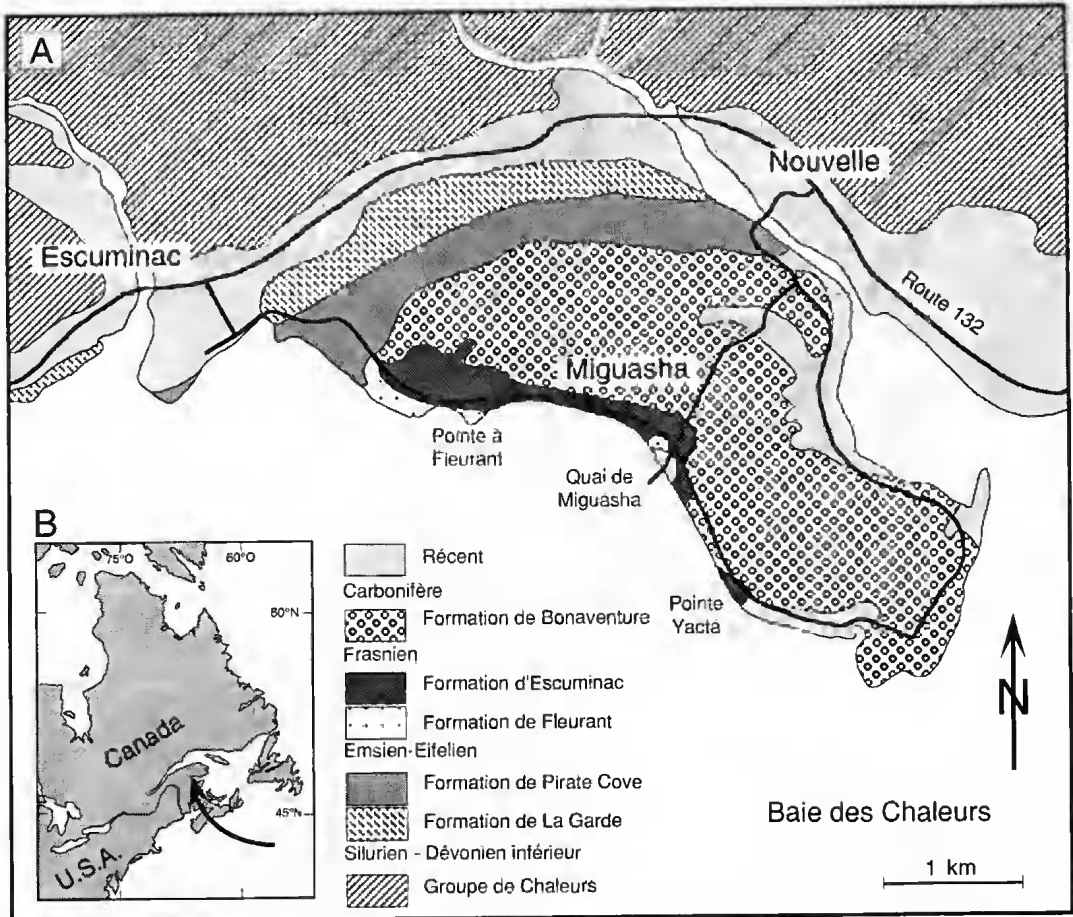 A
Nouvelle
Escuminac
Route 132
Miguasha
Pointe à
Fleurant
Quai de
Miguasha
Pointe
Yacta
B
75°O
60°O
60°N
Canada
45°N
U.S.A.
Récent
Carbonifère
Formation de Bonaventure
Frasnien
Formation d'Escuminac
Formation de Fleurant
Emsien-Eifelien
Formation de Pirate Cove
Formation de La Garde
Silurien - Dévonien inférieur
Groupe de Chaleurs
N
Baie des Chaleurs
1 km